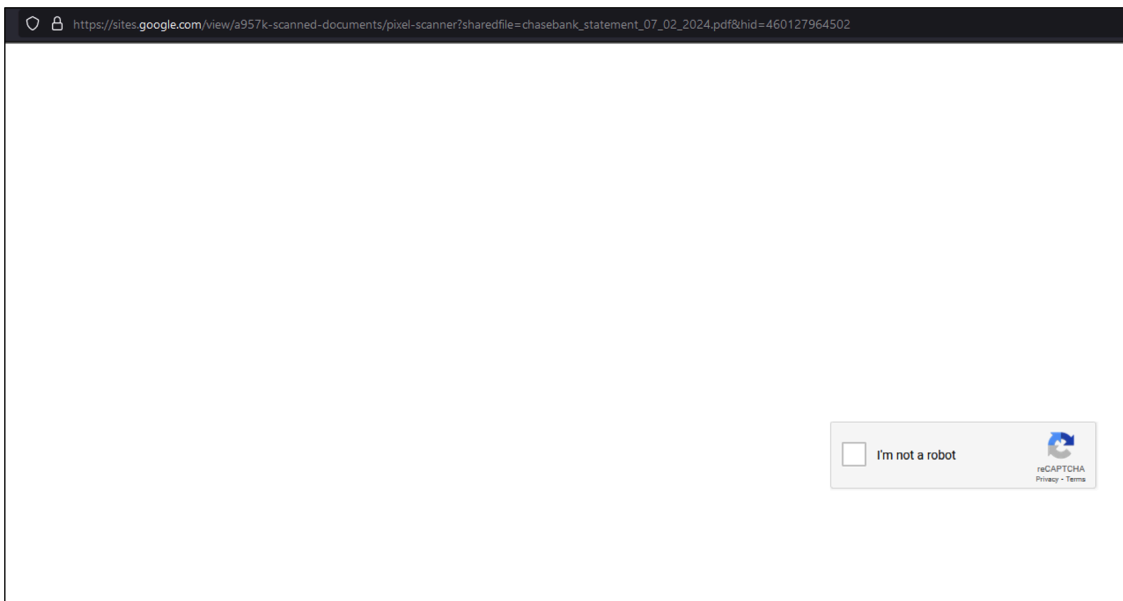 https://sites.google.com/view/a957k-scanned-documents/pixel-scanner?sharedfile=chasebank_statement_07_02_2024.pdf&hid=460127964502
I'm not a robot
reCAPTCHA
Privacy - Terms